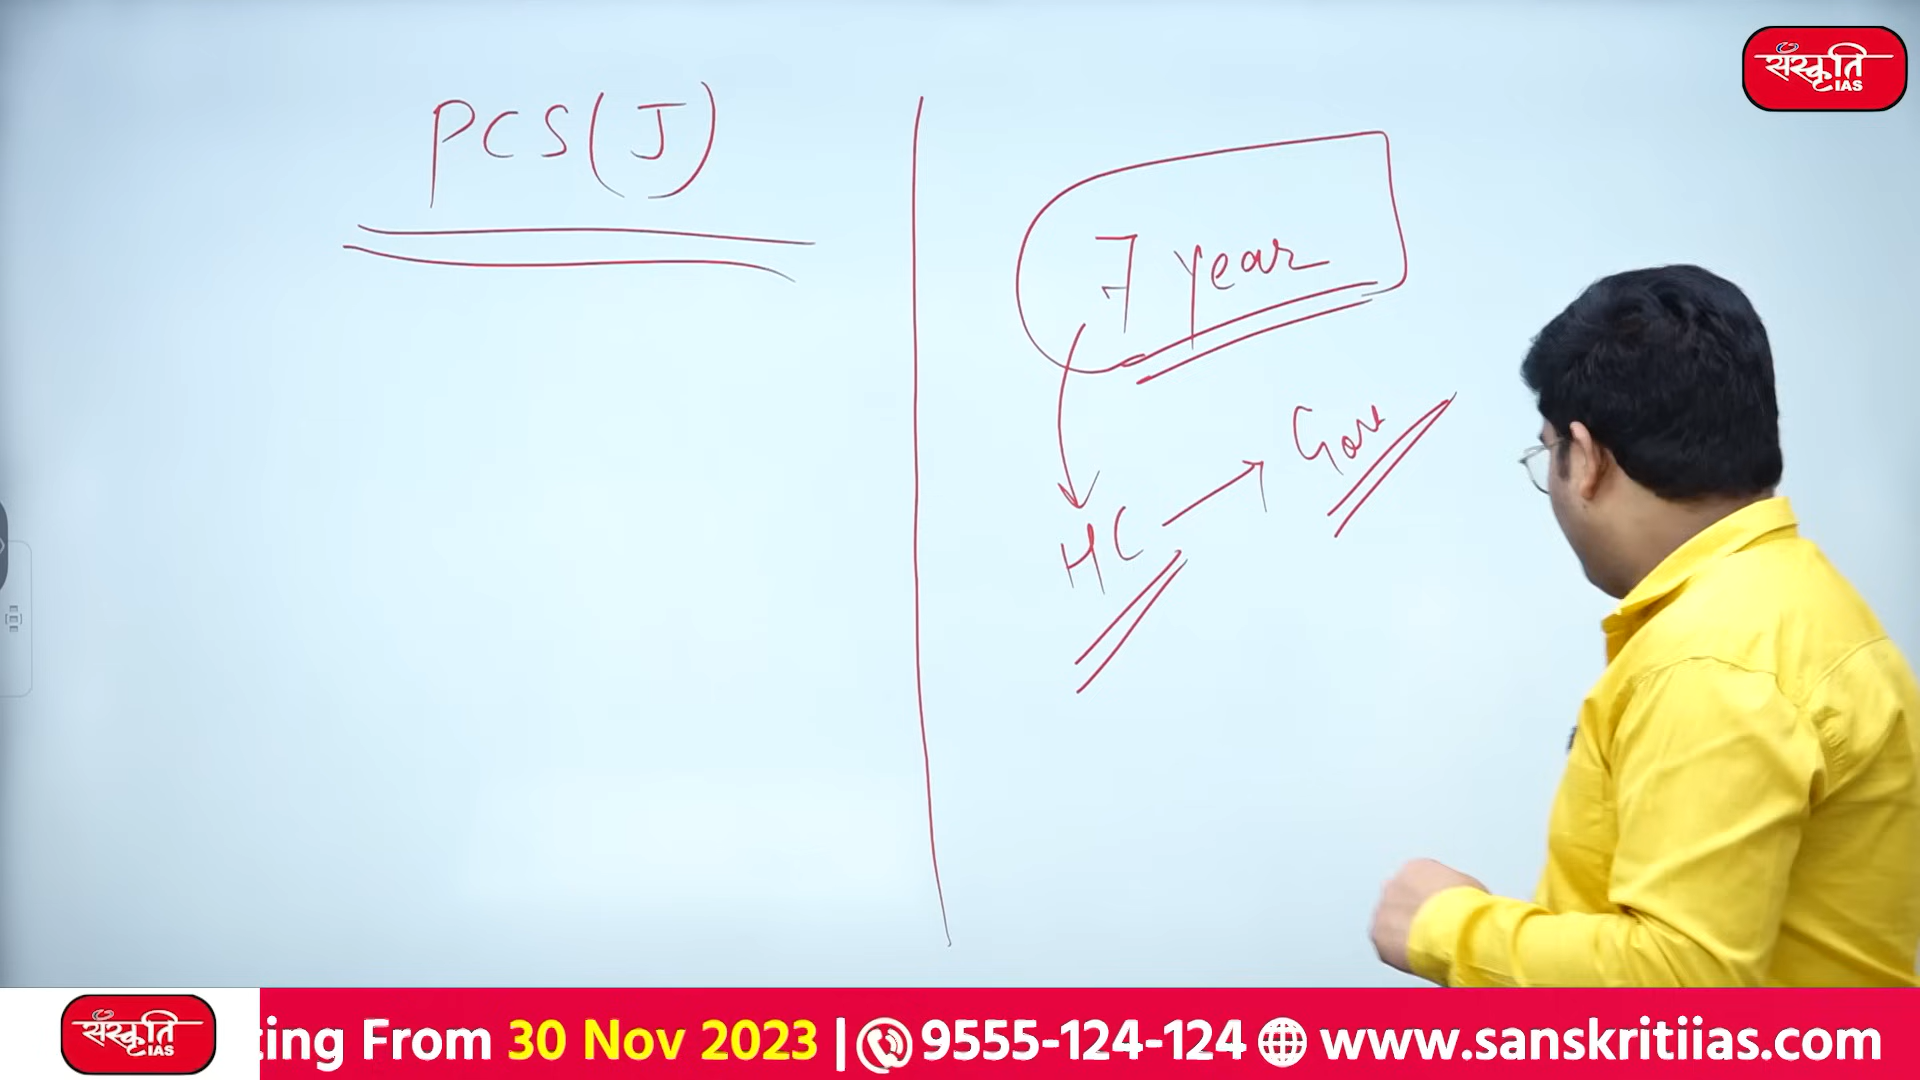 संस्कृति
IAS
PCS(J)
7 year
HC
Gov
संस्कृति
IAS
ting From 30 Nov 2023 | 9555-124-124 www.sanskritiias.com